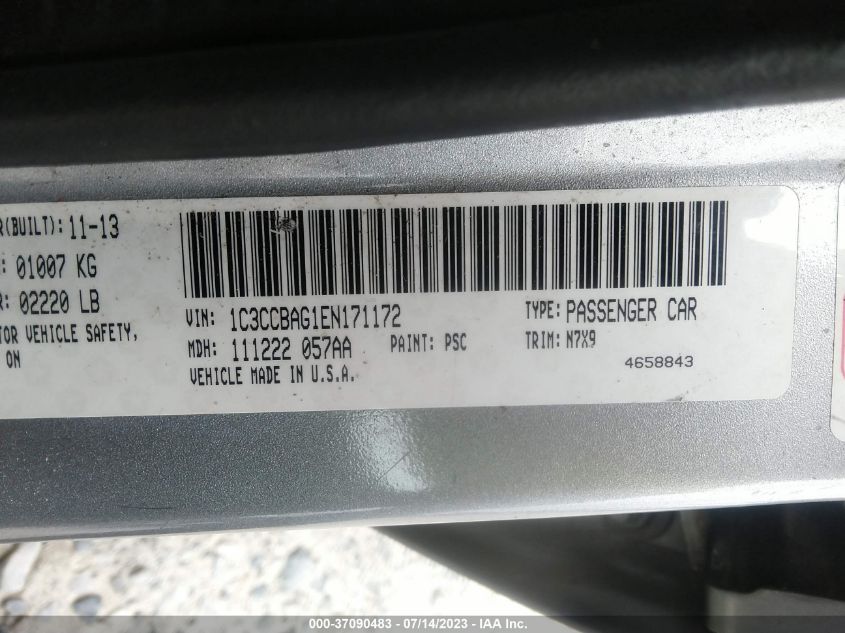 R(BUILT): 11-13
: 01007 KG
R: 02220 LB
TOR VEHICLE SAFETY,
ON
VIN: 1C3CCBAG1EN171172
TYPE: PASSENGER CAR
MDH: 111222 057AA
PAINT: PSC
TRIM: N7X9
VEHICLE MADE IN U.S.A.
4658843
000-37090483 - 07/14/2023 - IAA Inc.